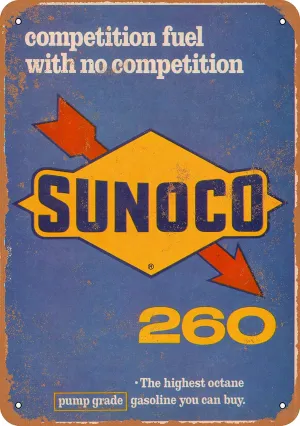 competition fuel
with no competition
SUNOCO
®
260
• The highest octane
pump grade gasoline you can buy.